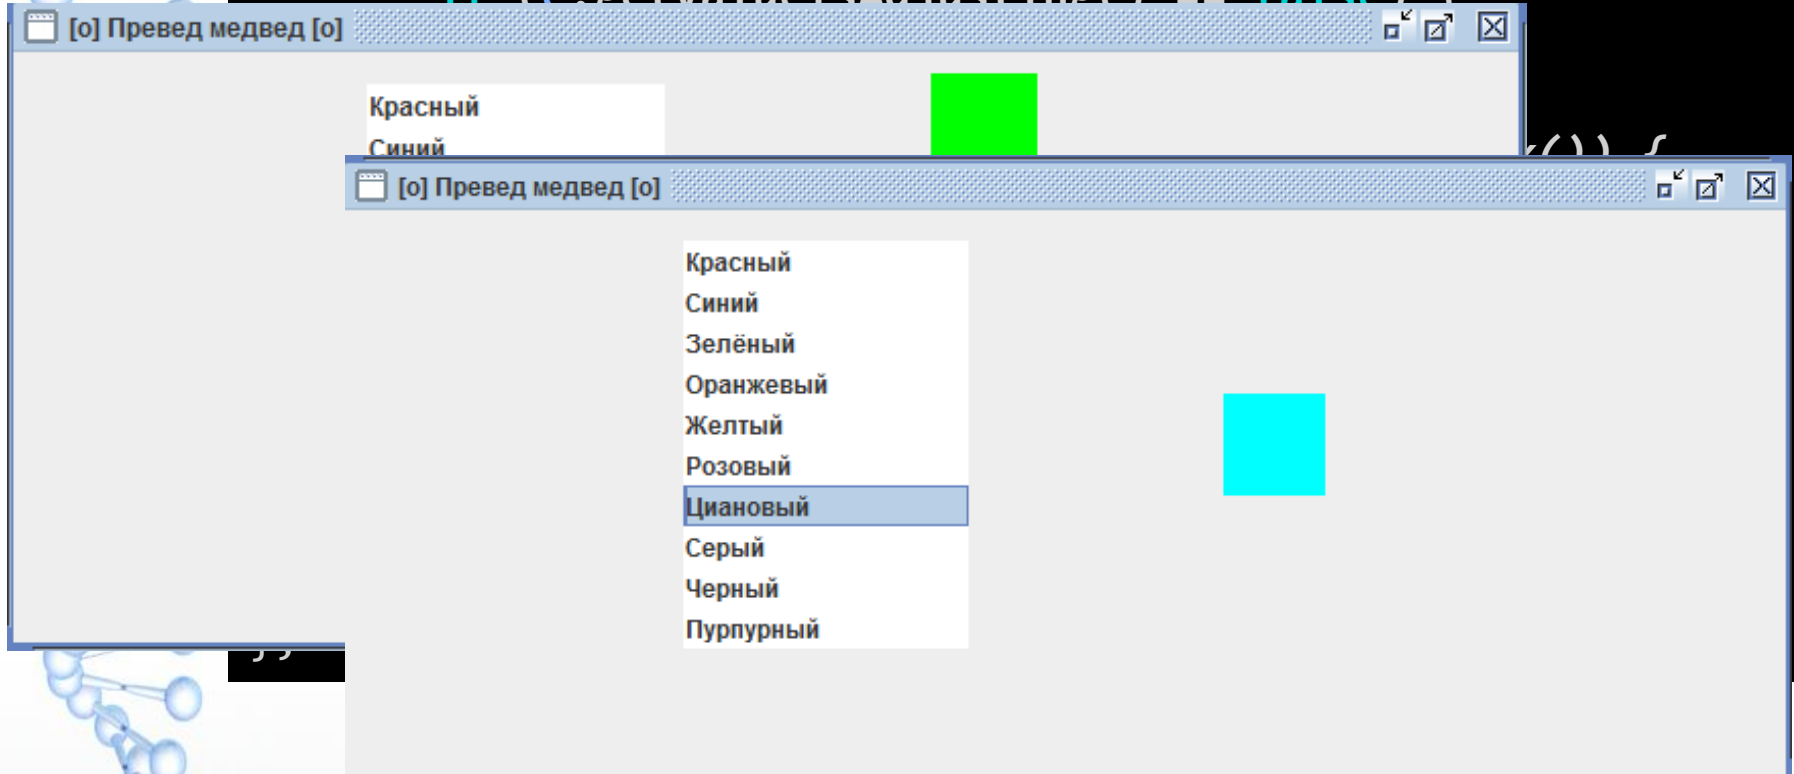 [o] Превед медвед [o]
Красный
Синий
()) {
[o] Превед медвед [o]
Красный
Синий
Зелёный
Оранжевый
Желтый
Розовый
Циановый
Серый
Черный
Пурпурный
}}